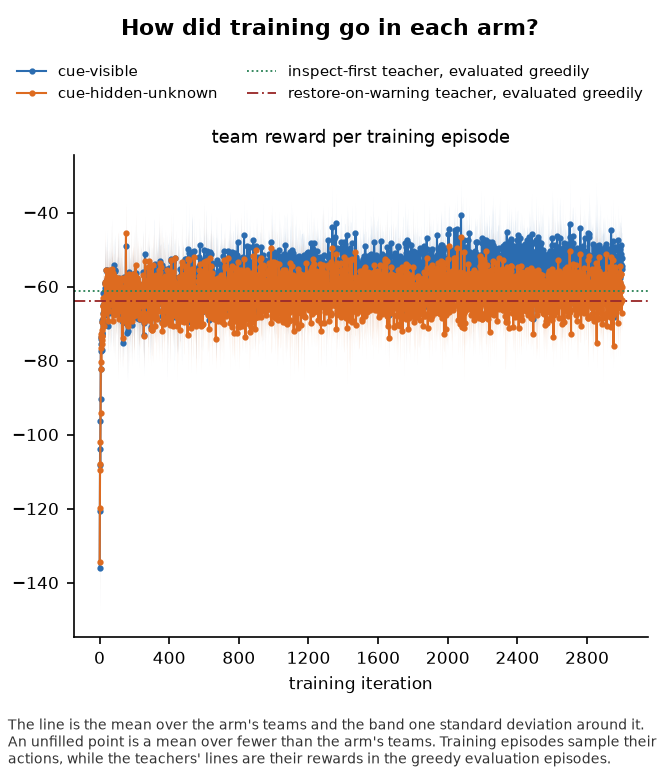 How did training go in each arm?
cue-visible
cue-hidden-unknown
inspect-first teacher, evaluated greedily
restore-on-warning teacher, evaluated greedily
team reward per training episode
−40
−60
−80
−100
−120
−140
0 400 800 1200 1600 2000 2400 2800
training iteration
The line is the mean over the arm's teams and the band one standard deviation around it.
An unfilled point is a mean over fewer than the arm's teams. Training episodes sample their
actions, while the teachers' lines are their rewards in the greedy evaluation episodes.